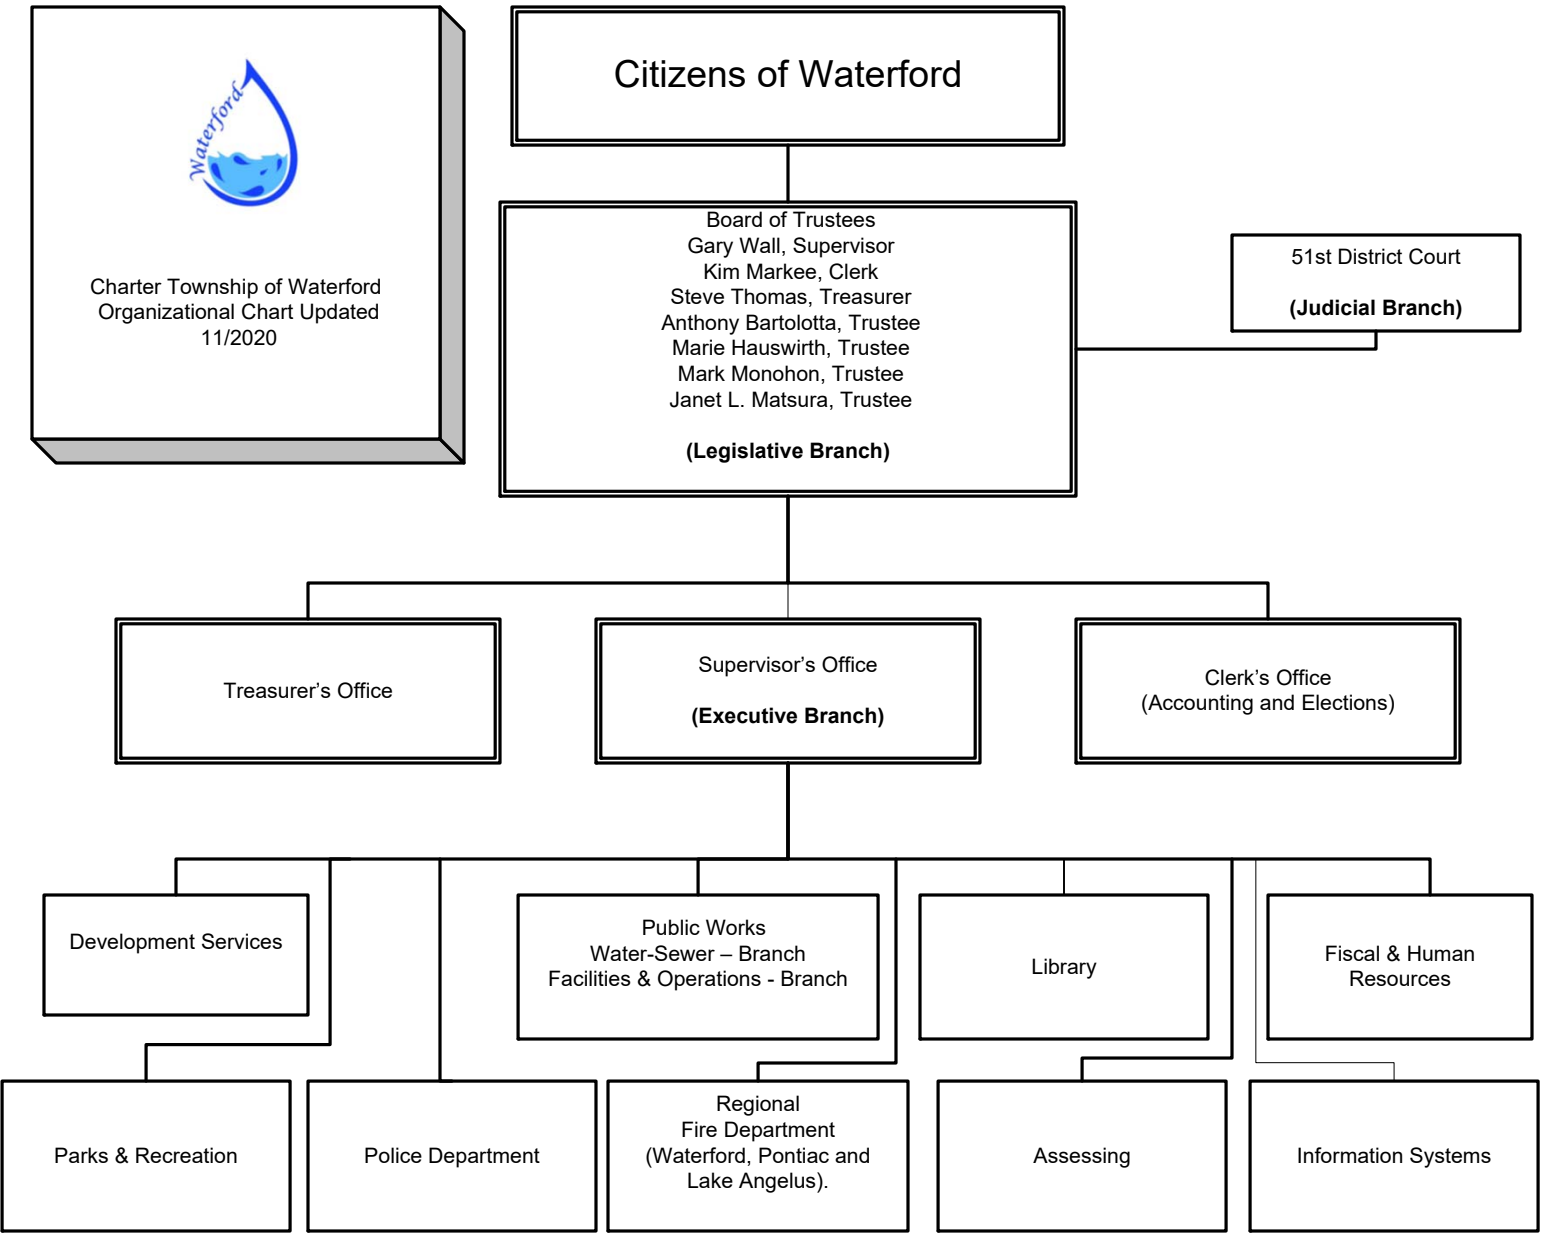 Waterford
Charter Township of Waterford
Organizational Chart Updated
11/2020
Citizens of Waterford
Board of Trustees
Gary Wall, Supervisor
Kim Markee, Clerk
Steve Thomas, Treasurer
Anthony Bartolotta, Trustee
Marie Hauswirth, Trustee
Mark Monohon, Trustee
Janet L. Matsura, Trustee
(Legislative Branch)
51st District Court
(Judicial Branch)
Treasurer’s Office
Supervisor’s Office
(Executive Branch)
Clerk’s Office
(Accounting and Elections)
Development Services
Public Works
Water-Sewer – Branch
Facilities & Operations - Branch
Library
Fiscal & Human
Resources
Parks & Recreation
Police Department
Regional
Fire Department
(Waterford, Pontiac and
Lake Angelus).
Assessing
Information Systems